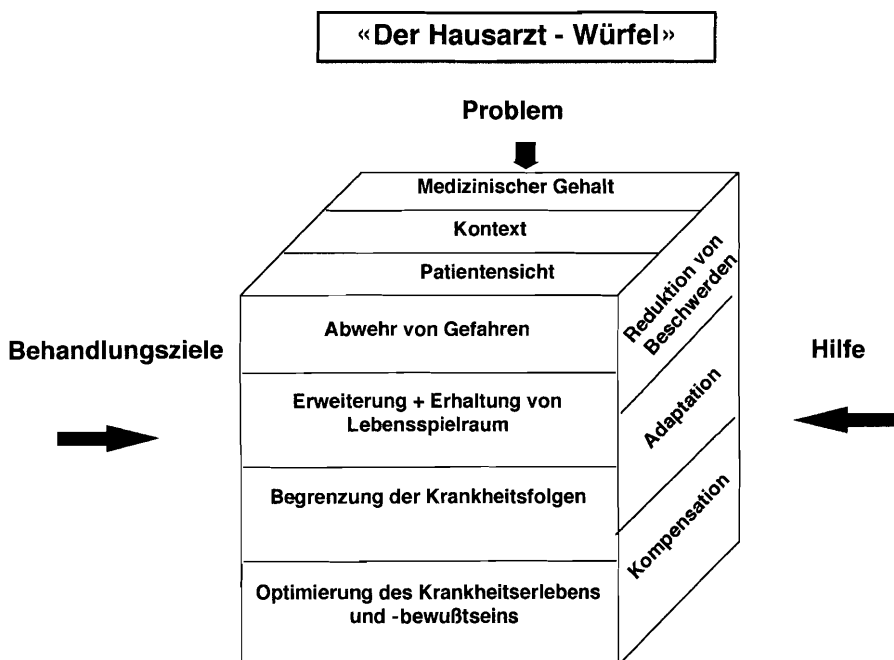 «Der Hausarzt - Würfel»
Problem
Medizinischer Gehalt
Kontext
Patientensicht
Abwehr von Gefahren
Erweiterung + Erhaltung von
Lebensspielraum
Begrenzung der Krankheitsfolgen
Optimierung des Krankheitserlebens
und -bewußtseins
Behandlungsziele
Reduktion von
Beschwerden
Adaptation
Kompensation
Hilfe